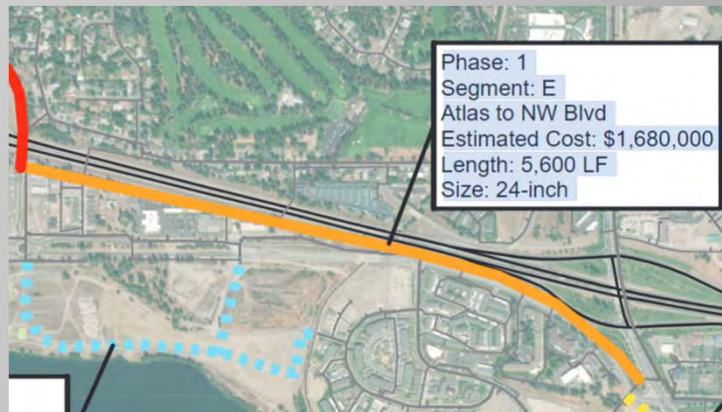 Phase: 1
Segment: E
Atlas to NW Blvd
Estimated Cost: $1,680,000
Length: 5,600 LF
Size: 24-inch